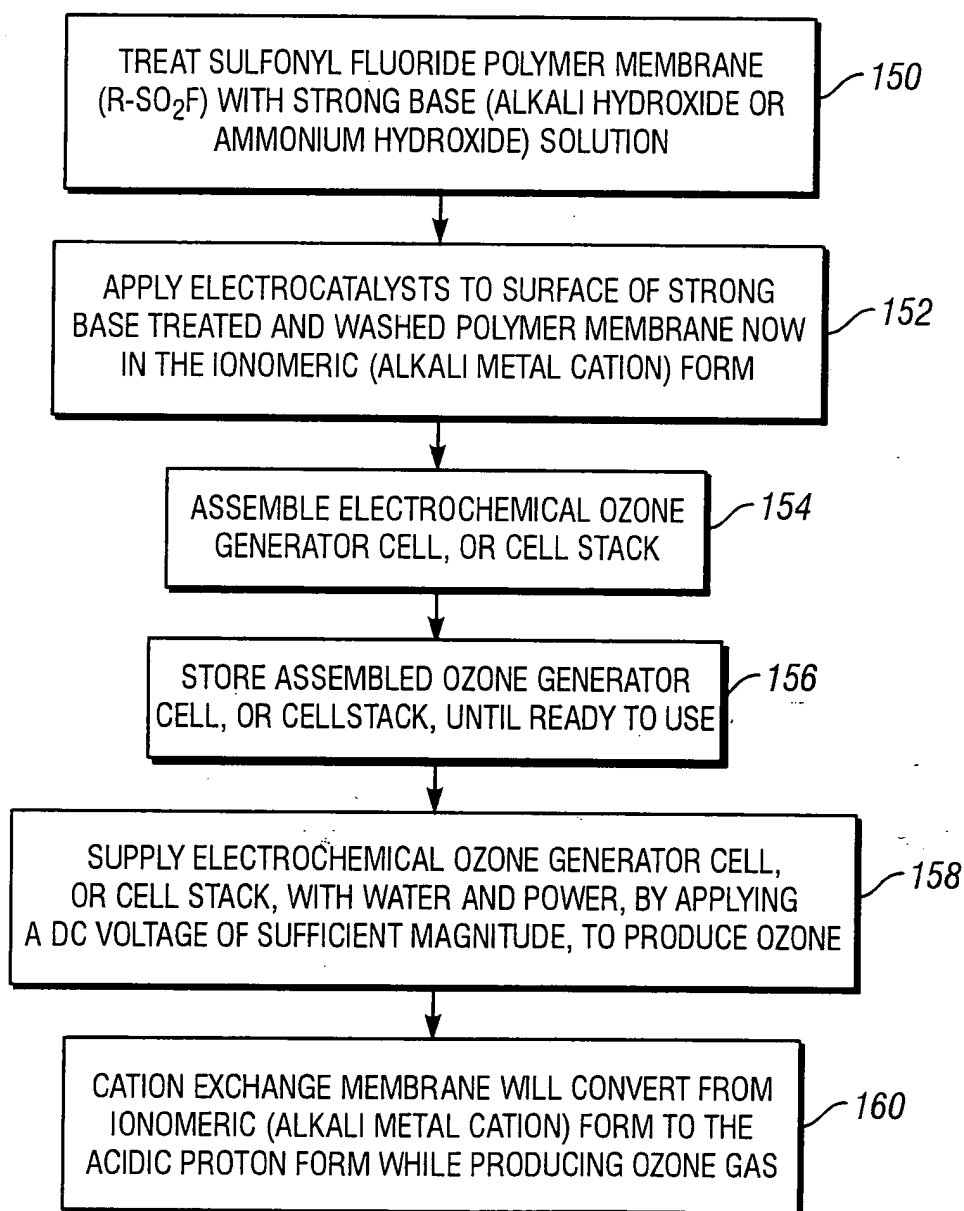 TREAT SULFONYL FLUORIDE POLYMER MEMBRANE
(R-SO₂F) WITH STRONG BASE (ALKALI HYDROXIDE OR
AMMONIUM HYDROXIDE) SOLUTION
150
APPLY ELECTROCATALYSTS TO SURFACE OF STRONG
BASE TREATED AND WASHED POLYMER MEMBRANE NOW
IN THE IONOMERIC (ALKALI METAL CATION) FORM
152
ASSEMBLE ELECTROCHEMICAL OZONE
GENERATOR CELL, OR CELL STACK
154
STORE ASSEMBLED OZONE GENERATOR
CELL, OR CELLSTACK, UNTIL READY TO USE
156
SUPPLY ELECTROCHEMICAL OZONE GENERATOR CELL,
OR CELL STACK, WITH WATER AND POWER, BY APPLYING
A DC VOLTAGE OF SUFFICIENT MAGNITUDE, TO PRODUCE OZONE
158
CATION EXCHANGE MEMBRANE WILL CONVERT FROM
IONOMERIC (ALKALI METAL CATION) FORM TO THE
ACIDIC PROTON FORM WHILE PRODUCING OZONE GAS
160